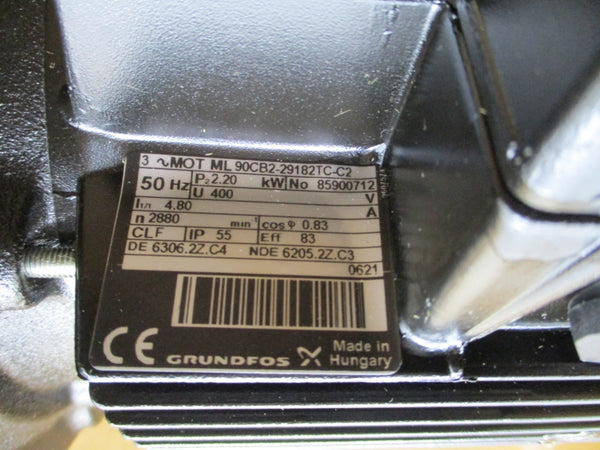 3 ~ MOT ML 90CB2-29182TC-C2
50 Hz P2 2.20 kW No 85900712
U 400 V
I1/1 4.80 A
n 2880 min-1 cos φ 0.83
CLF IP 55 Eff 83
DE 6306.2Z.C4 NDE 6205.2Z.C3
0621
CE GRUNDFOS Made in
Hungary